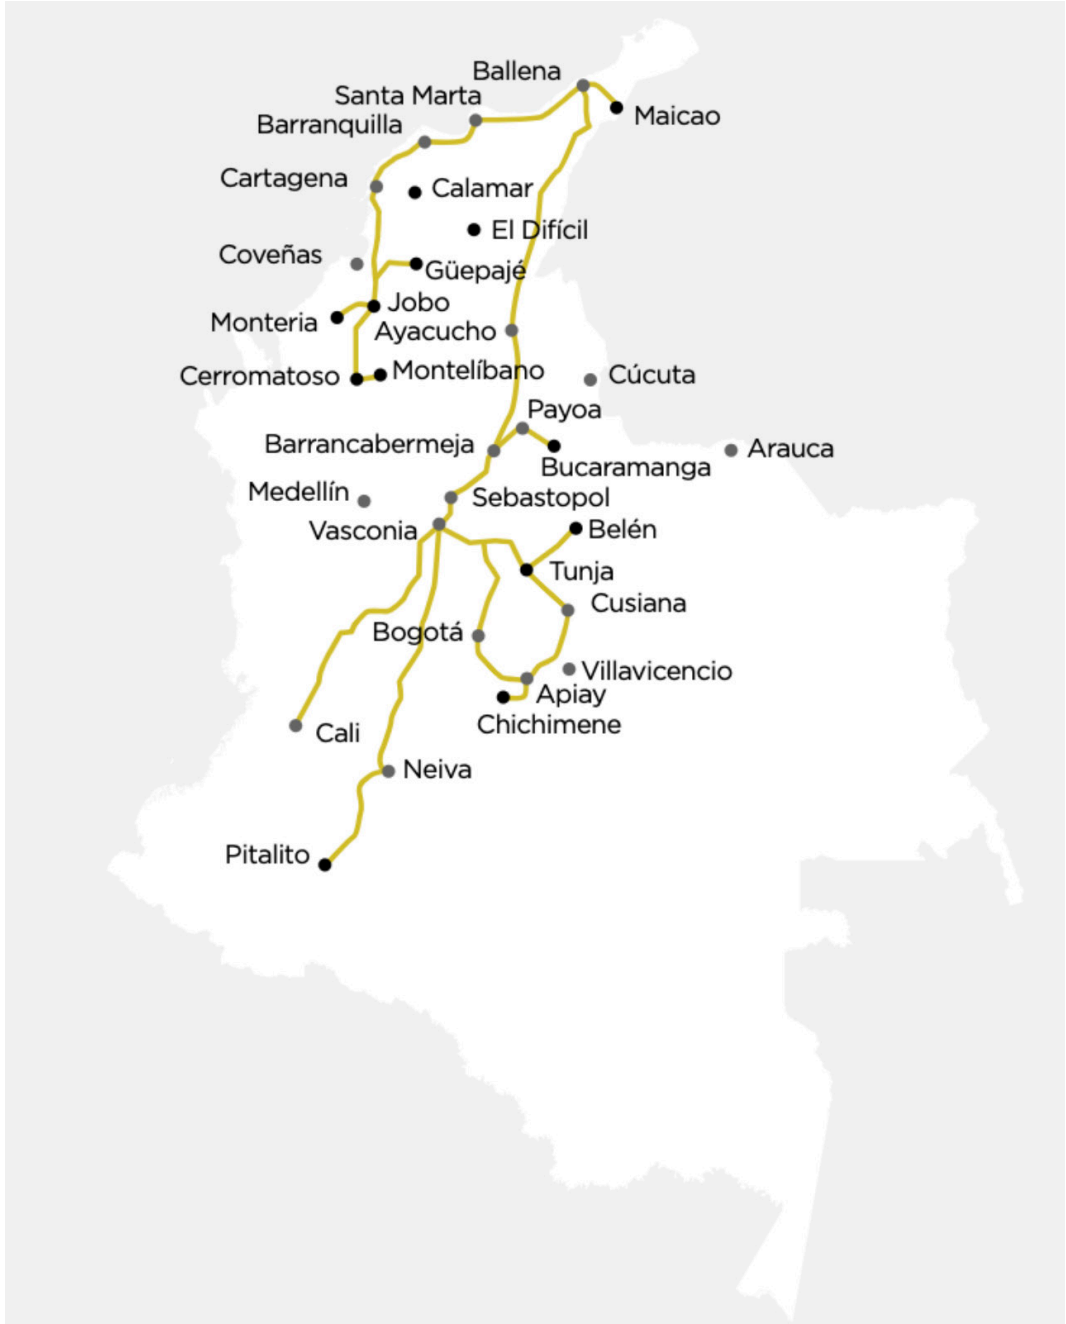 Ballena
Santa Marta
Maicao
Barranquilla
Cartagena
Calamar
El Difícil
Coveñas
Güepajé
Jobo
Monteria
Ayacucho
Cerromatoso
Montelíbano
Cúcuta
Payoa
Barrancabermeja
Arauca
Bucaramanga
Medellín
Sebastopol
Vasconia
Belén
Tunja
Cusiana
Bogotá
Villavicencio
Apiay
Chichimene
Cali
Neiva
Pitalito